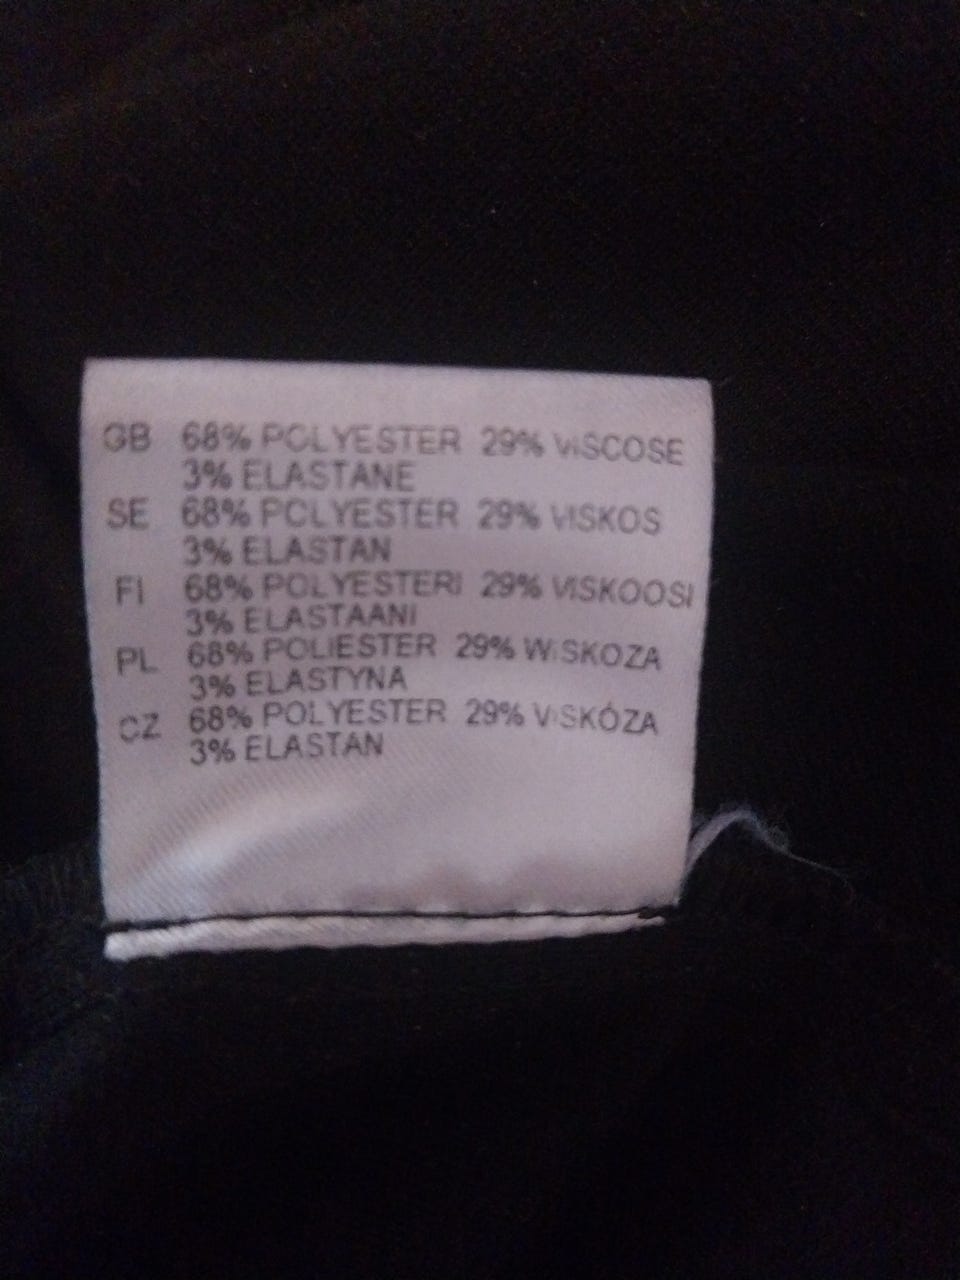 GB 68% POLYESTER 29% VISCOSE
3% ELASTANE
SE 68% POLYESTER 29% VISKOS
3% ELASTAN
FI 68% POLYESTERI 29% VISKOOSI
3% ELASTAANI
PL 68% POLIESTER 29% WISKOZA
3% ELASTYNA
CZ 68% POLYESTER 29% VISKÓZA
3% ELASTAN